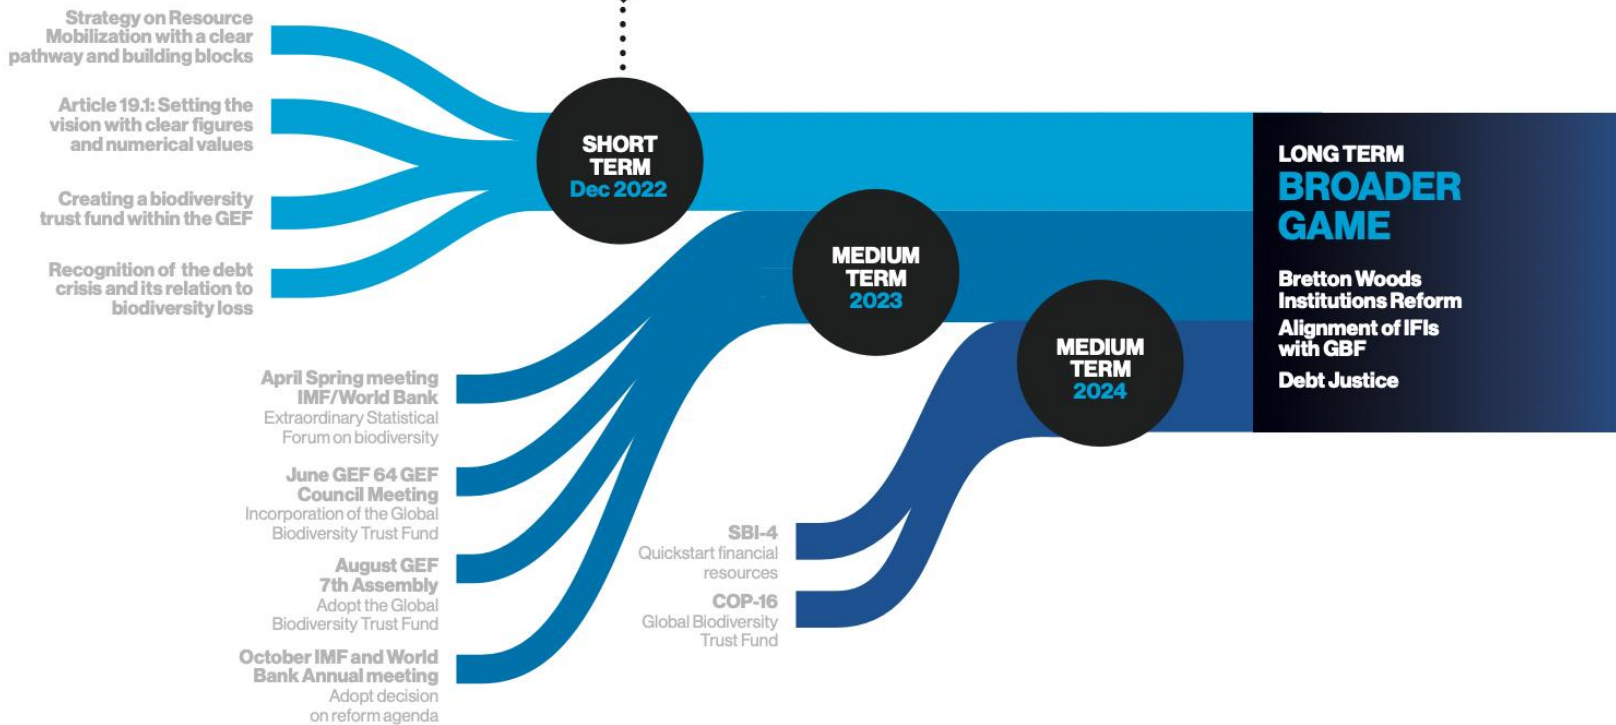 Strategy on Resource
Mobilization with a clear
pathway and building blocks
Article 19.1: Setting the
vision with clear figures
and numerical values
Creating a biodiversity
trust fund within the GEF
Recognition of the debt
crisis and its relation to
biodiversity loss
SHORT
TERM
Dec 2022
April Spring meeting
IMF/World Bank
Extraordinary Statistical
Forum on biodiversity
June GEF 64 GEF
Council Meeting
Incorporation of the Global
Biodiversity Trust Fund
August GEF
7th Assembly
Adopt the Global
Biodiversity Trust Fund
October IMF and World
Bank Annual meeting
Adopt decision
on reform agenda
MEDIUM
TERM
2023
SBI-4
Quickstart financial
resources
COP-16
Global Biodiversity
Trust Fund
MEDIUM
TERM
2024
LONG TERM
BROADER
GAME
Bretton Woods
Institutions Reform
Alignment of IFIs
with GBF
Debt Justice